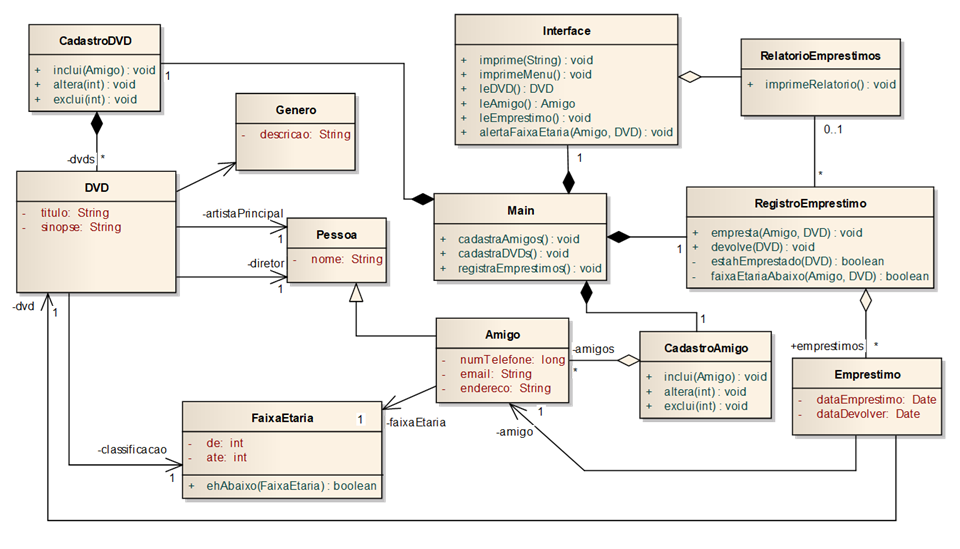 CadastroDVD
+ inclui(Amigo) : void
+ altera(int) : void
+ exclui(int) : void
1
-dvds *
Genero
- descricao: String
Interface
+ imprime(String) : void
+ imprimeMenu() : void
+ leDVD() : DVD
+ leAmigo() : Amigo
+ leEmprestimo() : void
+ alertaFaixaEtaria(Amigo, DVD) : void
1
RelatorioEmprestimos
+ imprimeRelatorio() : void
0..1
*
DVD
- titulo: String
- sinopse: String
-artistaPrincipal
1
-diretor
1
Pessoa
- nome: String
Main
+ cadastraAmigos() : void
+ cadastraDVDs() : void
+ registraEmprestimos() : void
1
RegistroEmprestimo
+ empresta(Amigo, DVD) : void
+ devolve(DVD) : void
- estahEmprestado(DVD) : boolean
- faixaEtariaAbaixo(Amigo, DVD) : boolean
-dvd
1
Amigo
- numTelefone: long
- email: String
- endereco: String
-amigos
*
1
CadastroAmigo
+ inclui(Amigo) : void
+ altera(int) : void
+ exclui(int) : void
+emprestimos *
Emprestimo
- dataEmprestimo: Date
- dataDevolver: Date
FaixaEtaria 1
- de: int
- ate: int
+ ehAbaixo(FaixaEtaria) : boolean
-faixaEtaria
-amigo
1
-classificacao
1